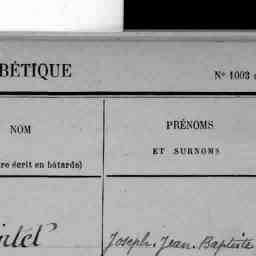 BÉTIQUE N° 1003
NOM PRÉNOMS
ET SURNOMS
re écrit en bâtarde)
Joseph. Jean. Baptiste